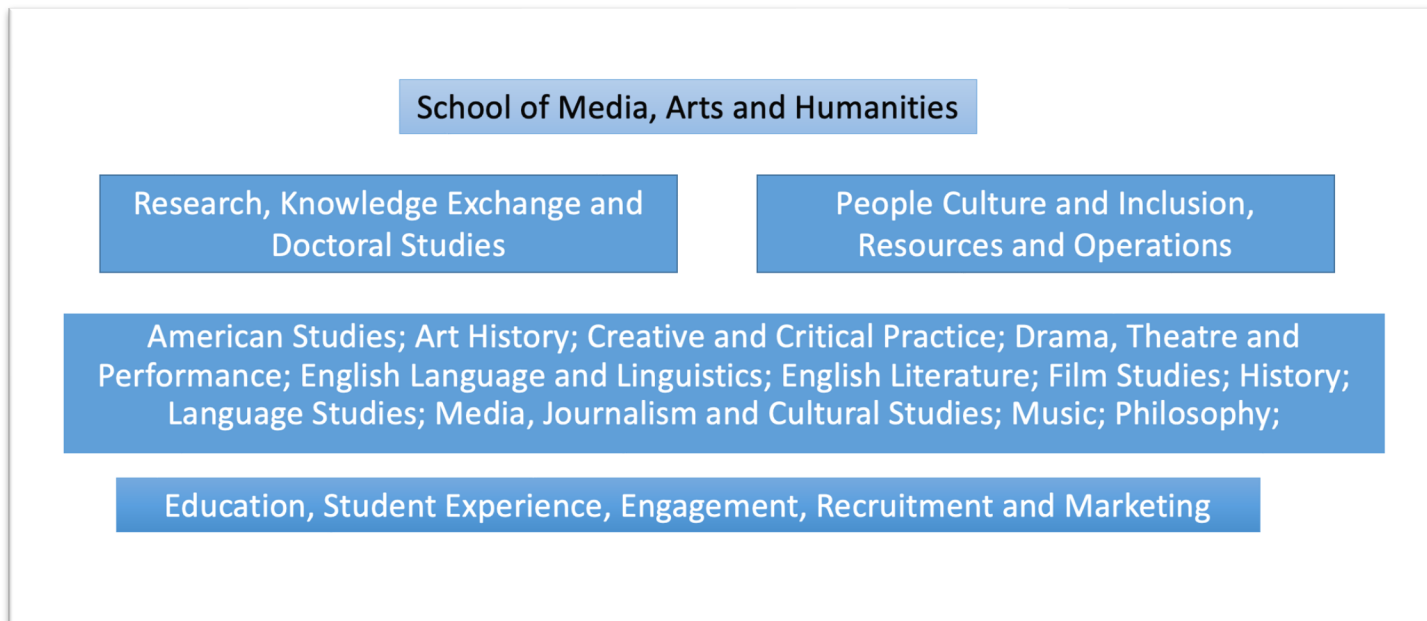 School of Media, Arts and Humanities
Research, Knowledge Exchange and
Doctoral Studies
People Culture and Inclusion,
Resources and Operations
American Studies; Art History; Creative and Critical Practice; Drama, Theatre and
Performance; English Language and Linguistics; English Literature; Film Studies; History;
Language Studies; Media, Journalism and Cultural Studies; Music; Philosophy;
Education, Student Experience, Engagement, Recruitment and Marketing